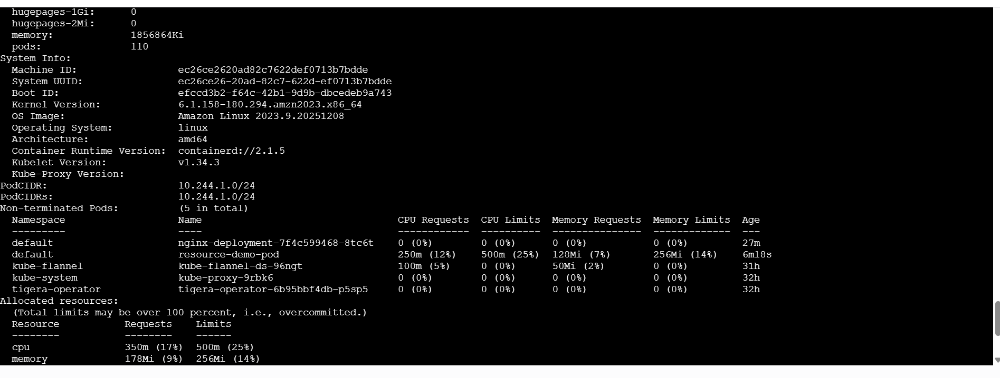 hugepages-1Gi:      0
hugepages-2Mi:      0
memory:             1856864Ki
pods:               110
System Info:
Machine ID:                 ec26ce2620ad82c7622def0713b7bdde
System UUID:                ec26ce26-20ad-82c7-622d-ef0713b7bdde
Boot ID:                    efccd3b2-f64c-42b1-9d9b-dbcedeb9a743
Kernel Version:             6.1.158-180.294.amzn2023.x86_64
OS Image:                   Amazon Linux 2023.9.20251208
Operating System:           linux
Architecture:               amd64
Container Runtime Version:  containerd://2.1.5
Kubelet Version:            v1.34.3
Kube-Proxy Version:
PodCIDR:                      10.244.1.0/24
PodCIDRs:                     10.244.1.0/24
Non-terminated Pods:          (5 in total)
Namespace                   Name                                 CPU Requests  CPU Limits  Memory Requests  Memory Limits  Age
---------                   ----                                 ------------  ----------  ---------------  -------------  ---
default                     nginx-deployment-7f4c599468-8tc6t    0 (0%)        0 (0%)      0 (0%)           0 (0%)         27m
default                     resource-demo-pod                    250m (12%)    500m (25%)  128Mi (7%)       256Mi (14%)    6m18s
kube-flannel                kube-flannel-ds-96ngt                100m (5%)     0 (0%)      50Mi (2%)        0 (0%)         31h
kube-system                 kube-proxy-9rbk6                     0 (0%)        0 (0%)      0 (0%)           0 (0%)         32h
tigera-operator             tigera-operator-6b95bbf4db-p5sp5     0 (0%)        0 (0%)      0 (0%)           0 (0%)         32h
Allocated resources:
(Total limits may be over 100 percent, i.e., overcommitted.)
Resource           Requests    Limits
--------           --------    ------
cpu                350m (17%)  500m (25%)
memory             178Mi (9%)  256Mi (14%)